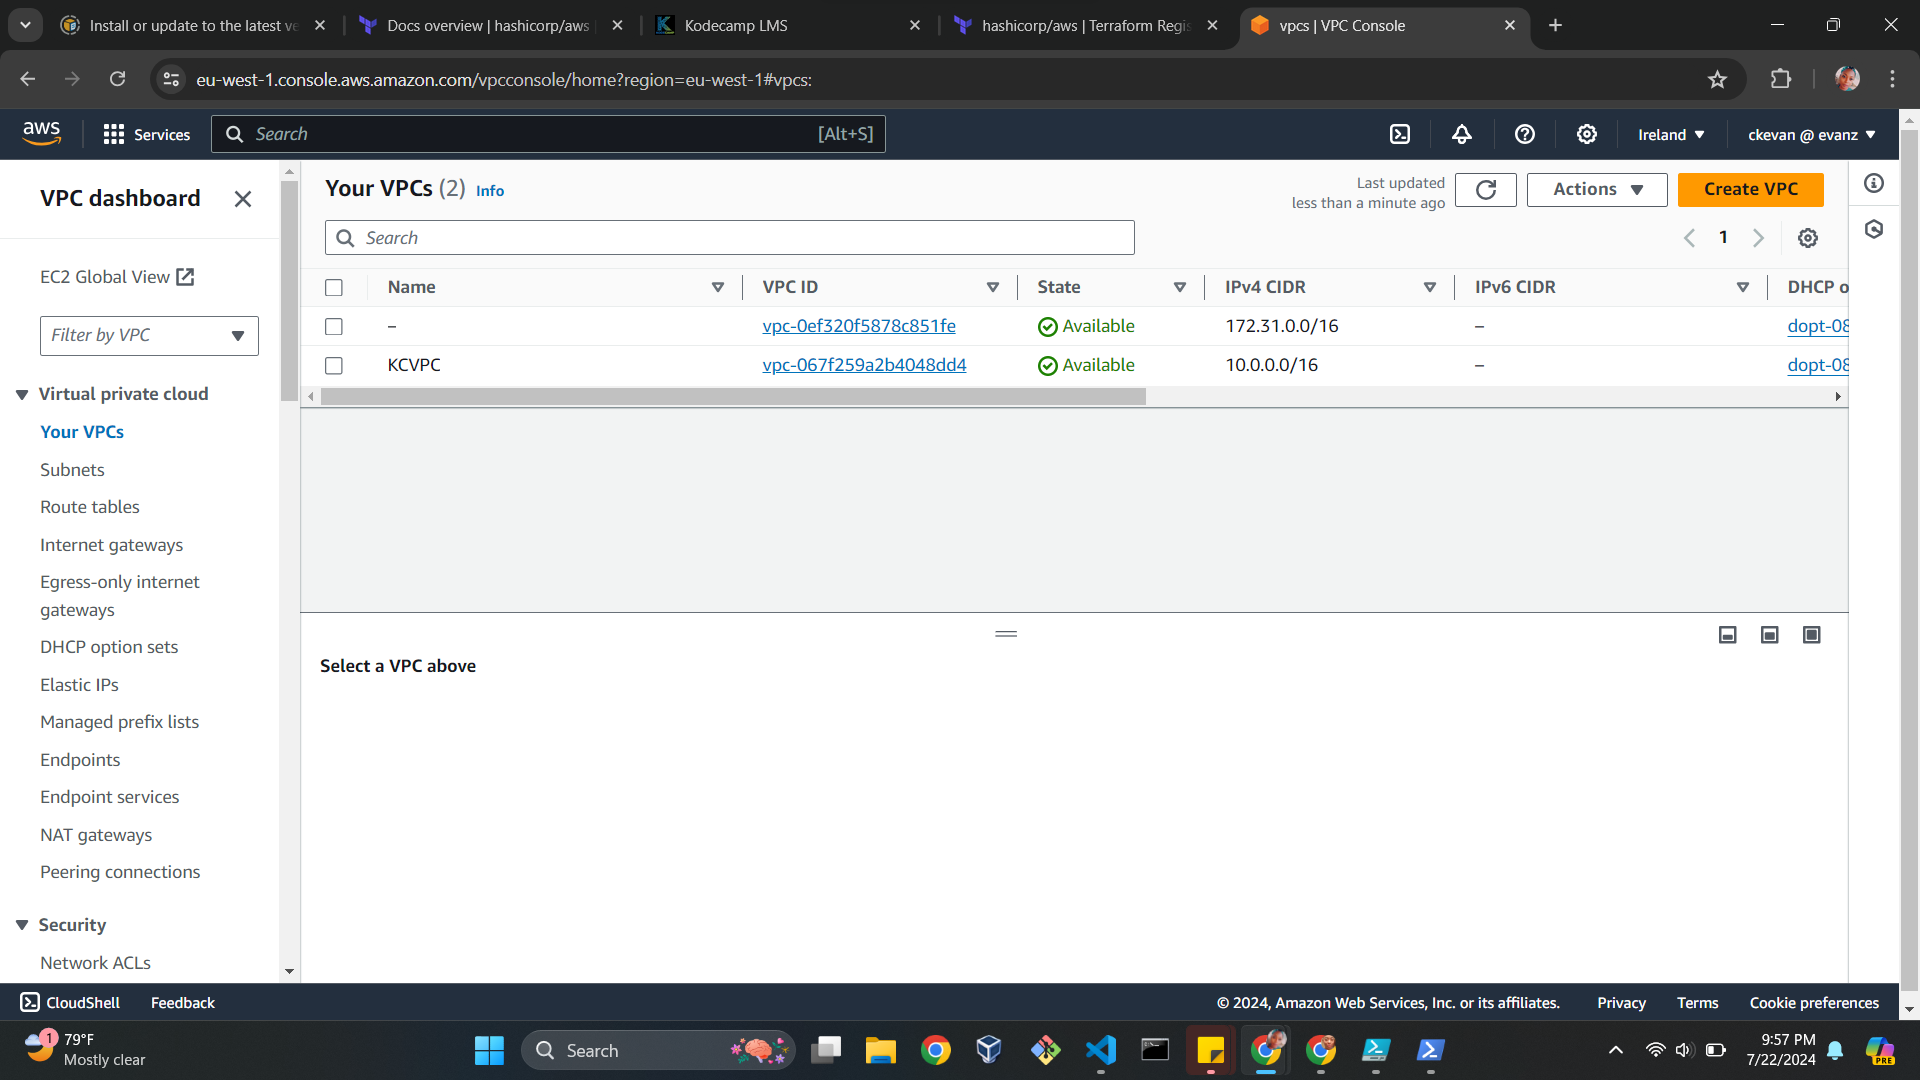 Install or update to the latest ve
Docs overview | hashicorp/aws
Kodecamp LMS
hashicorp/aws | Terraform Regis
vpcs | VPC Console
eu-west-1.console.aws.amazon.com/vpcconsole/home?region=eu-west-1#vpcs:
aws
Services
Search
[Alt+S]
Ireland
ckevan @ evanz
VPC dashboard
EC2 Global View
Filter by VPC
Virtual private cloud
Your VPCs
Subnets
Route tables
Internet gateways
Egress-only internet
gateways
DHCP option sets
Elastic IPs
Managed prefix lists
Endpoints
Endpoint services
NAT gateways
Peering connections
Security
Network ACLs
Your VPCs (2) Info
Last updated
less than a minute ago
Actions
Create VPC
Search
1
Name VPC ID State IPv4 CIDR IPv6 CIDR DHCP o
– vpc-0ef320f5878c851fe Available 172.31.0.0/16 – dopt-08
KCVPC vpc-067f259a2b4048dd4 Available 10.0.0.0/16 – dopt-08
Select a VPC above
CloudShell Feedback
© 2024, Amazon Web Services, Inc. or its affiliates. Privacy Terms Cookie preferences
1
79°F
Mostly clear
Search
9:57 PM
7/22/2024
PRE